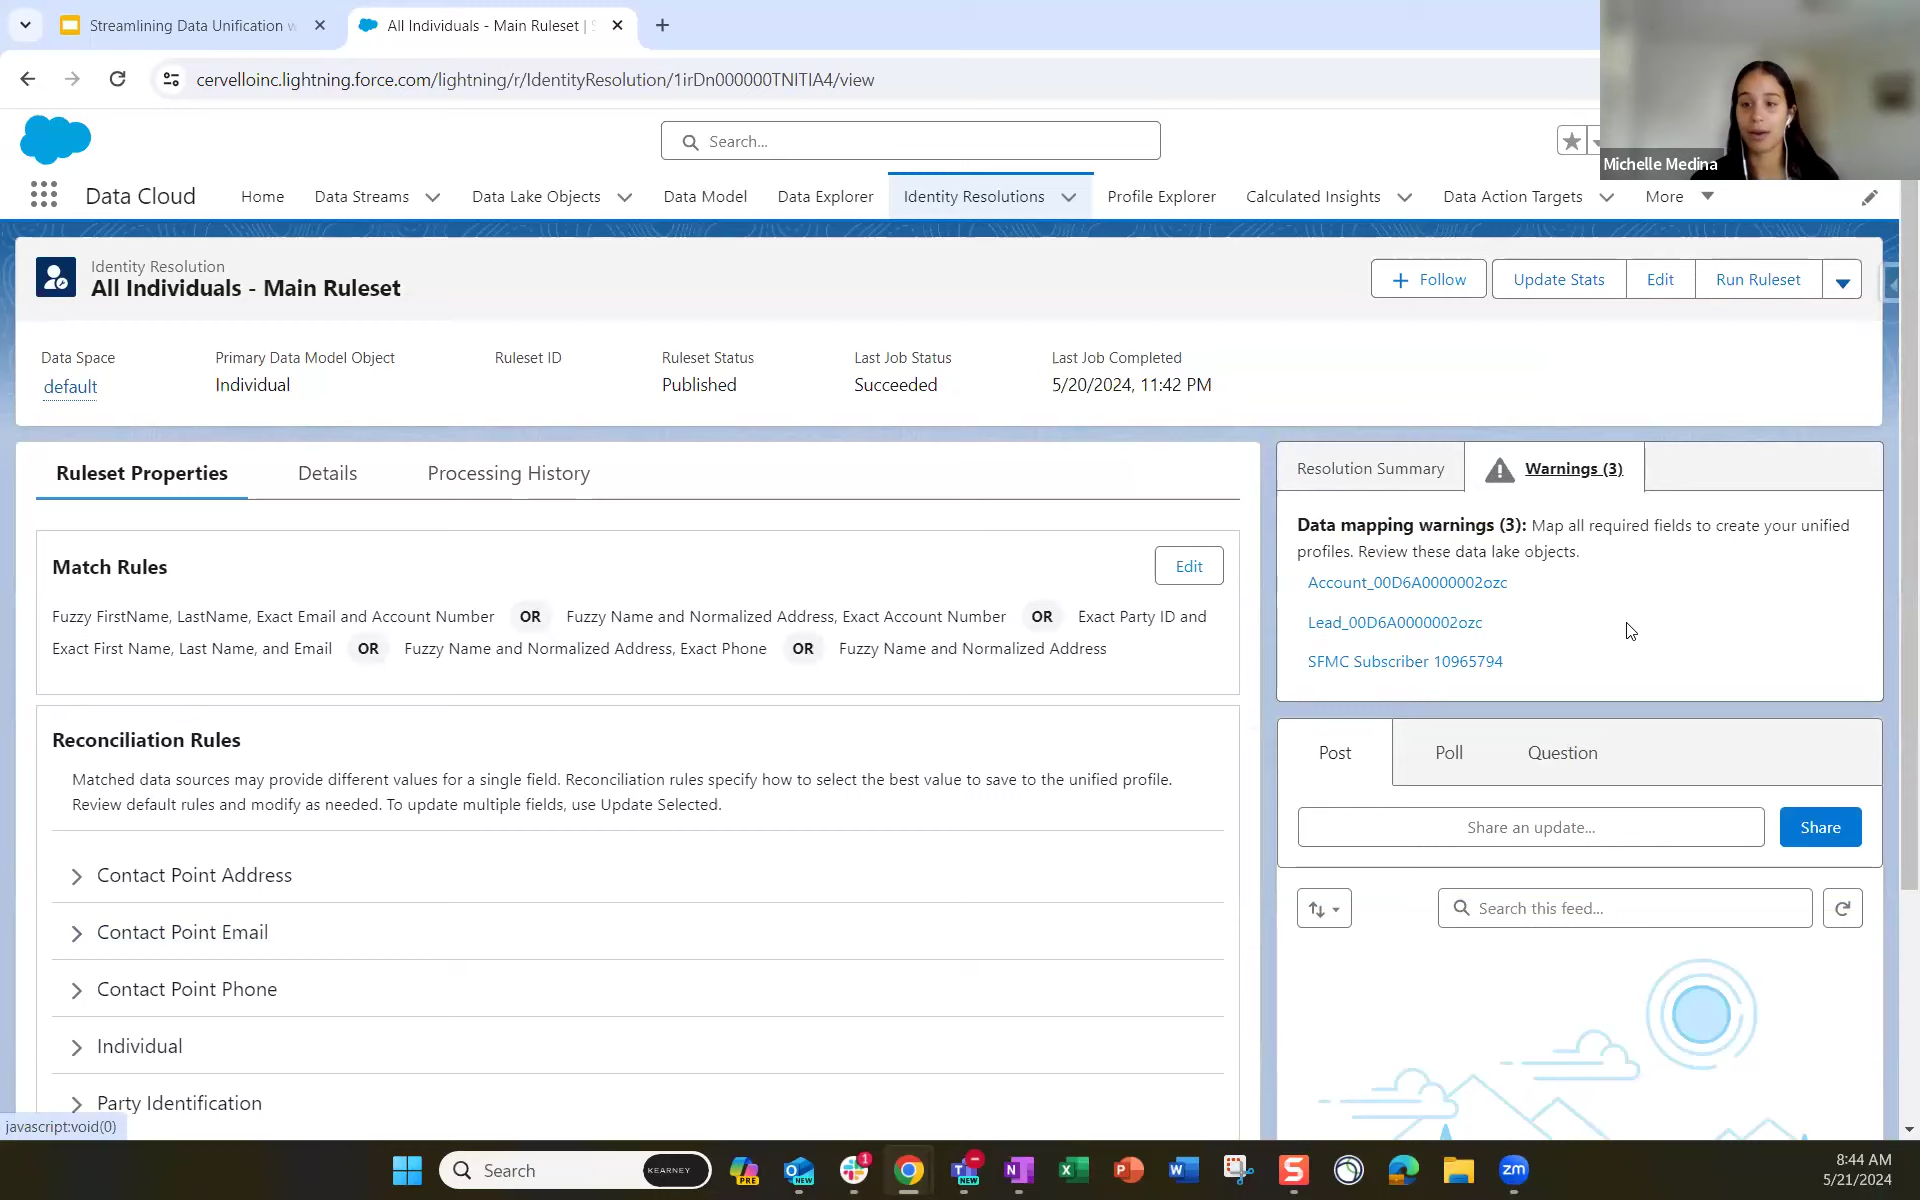 Streamlining Data Unification w
All Individuals - Main Ruleset | S
cervelloinc.lightning.force.com/lightning/r/IdentityResolution/1irDn000000TNITIA4/view
Michelle Medina
Search...
Data Cloud
Home
Data Streams
Data Lake Objects
Data Model
Data Explorer
Identity Resolutions
Profile Explorer
Calculated Insights
Data Action Targets
More
Identity Resolution
All Individuals - Main Ruleset
Follow
Update Stats
Edit
Run Ruleset
Data Space
Primary Data Model Object
Ruleset ID
Ruleset Status
Last Job Status
Last Job Completed
default
Individual
Published
Succeeded
5/20/2024, 11:42 PM
Ruleset Properties
Details
Processing History
Match Rules
Edit
Fuzzy FirstName, LastName, Exact Email and Account Number OR Fuzzy Name and Normalized Address, Exact Account Number OR Exact Party ID and
Exact First Name, Last Name, and Email OR Fuzzy Name and Normalized Address, Exact Phone OR Fuzzy Name and Normalized Address
Reconciliation Rules
Matched data sources may provide different values for a single field. Reconciliation rules specify how to select the best value to save to the unified profile.
Review default rules and modify as needed. To update multiple fields, use Update Selected.
Contact Point Address
Contact Point Email
Contact Point Phone
Individual
Party Identification
Resolution Summary
Warnings (3)
Data mapping warnings (3): Map all required fields to create your unified
profiles. Review these data lake objects.
Account_00D6A0000002ozc
Lead_00D6A0000002ozc
SFMC Subscriber 10965794
Post
Poll
Question
Share an update...
Share
Search this feed...
javascript:void(0)
Search
KEARNEY
PRE
NEW
1
NEW
zm
8:44 AM
5/21/2024